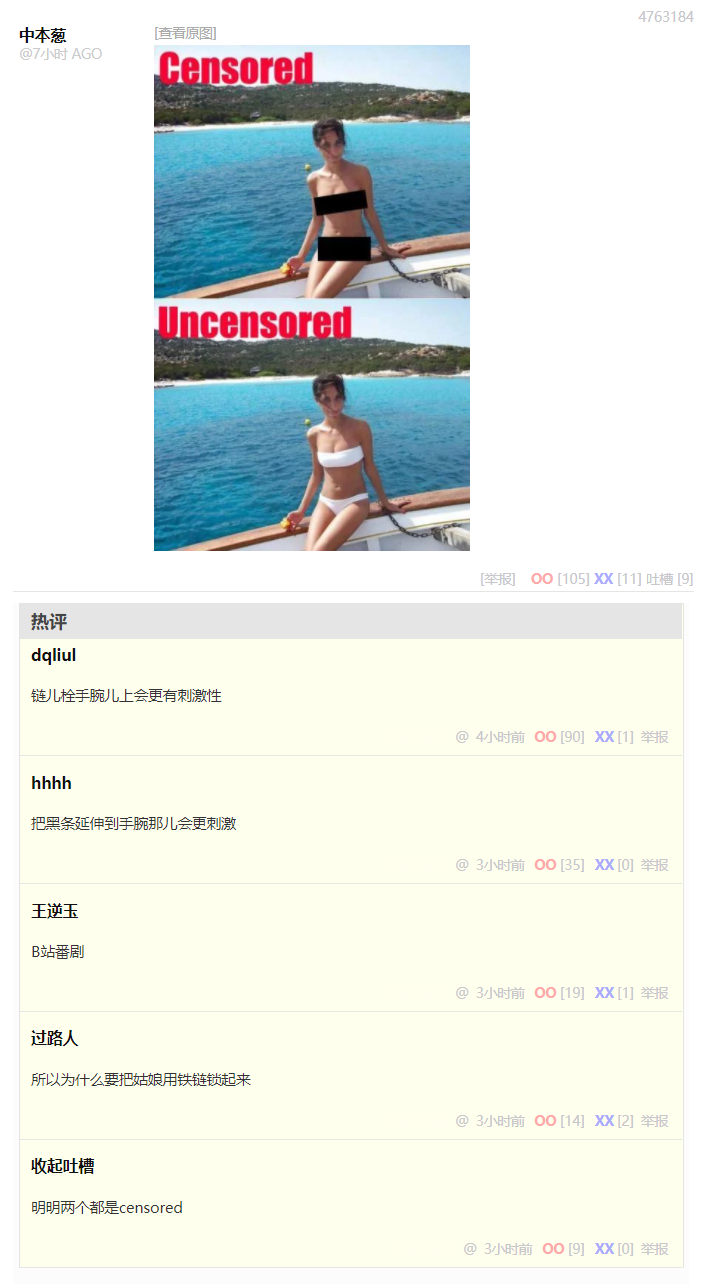 4763184
中本葱
@7小时 AGO
[查看原图]
Censored
Uncensored
[举报] OO [105] XX [11] 吐槽 [9]
热评
dqliul
链儿栓手腕儿上会更有刺激性
@ 4小时前 OO [90] XX [1] 举报
hhhh
把黑条延伸到手腕那儿会更刺激
@ 3小时前 OO [35] XX [0] 举报
王逆玉
B站番剧
@ 3小时前 OO [19] XX [1] 举报
过路人
所以为什么要把姑娘用铁链锁起来
@ 3小时前 OO [14] XX [2] 举报
收起吐槽
明明两个都是censored
@ 3小时前 OO [9] XX [0] 举报